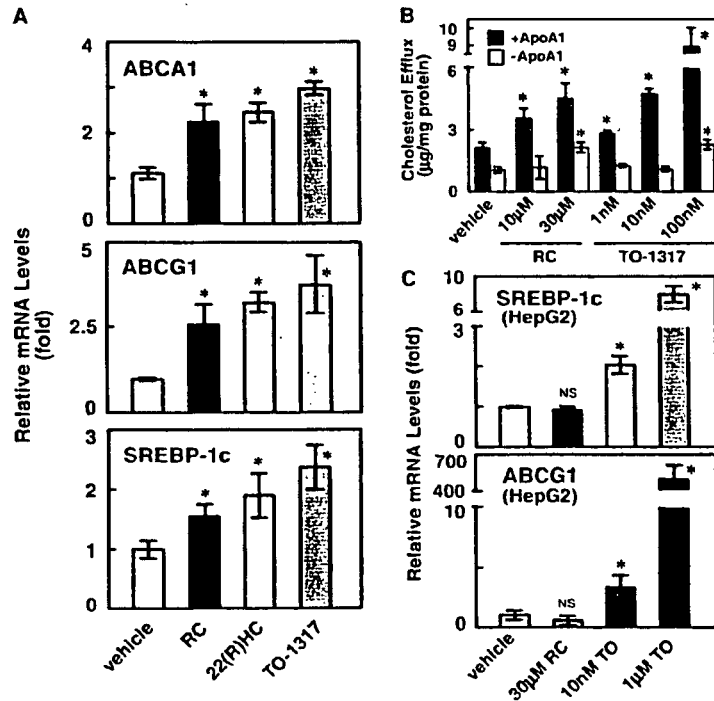 A
Relative mRNA Levels
(fold)
ABCA1
4
2
0
*
*
*
ABCG1
5
2.5
0
*
*
*
SREBP-1c
3
2
1
0
*
*
*
vehicle
RC
22(R)HC
TO-1317
B
Cholesterol Efflux
(µg/mg protein)
+ApoA1
-ApoA1
10
9
6
3
0
*
*
*
*
*
*
*
vehicle
10µM
30µM
1nM
10nM
100nM
RC
TO-1317
C
Relative mRNA Levels (fold)
SREBP-1c
(HepG2)
10
6
3
0
NS
*
*
ABCG1
(HepG2)
700
400
10
0
NS
*
*
vehicle
30µM RC
10nM TO
1µM TO